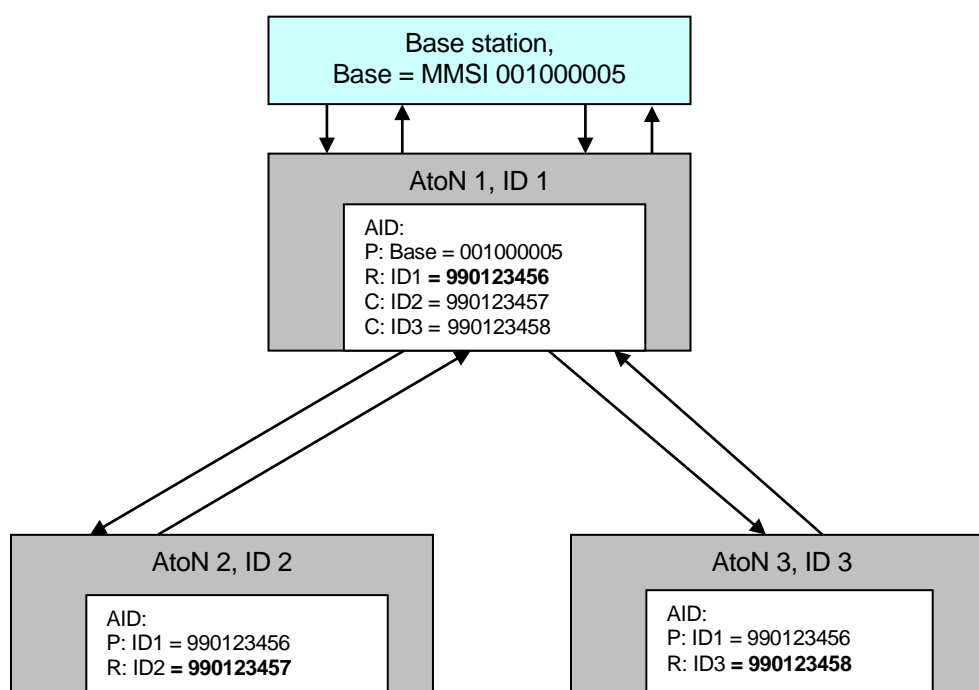 Base station,
Base = MMSI 001000005
AtoN 1, ID 1
AID:
P: Base = 001000005
R: ID1 = 990123456
C: ID2 = 990123457
C: ID3 = 990123458
AtoN 2, ID 2
AID:
P: ID1 = 990123456
R: ID2 = 990123457
AtoN 3, ID 3
AID:
P: ID1 = 990123456
R: ID3 = 990123458